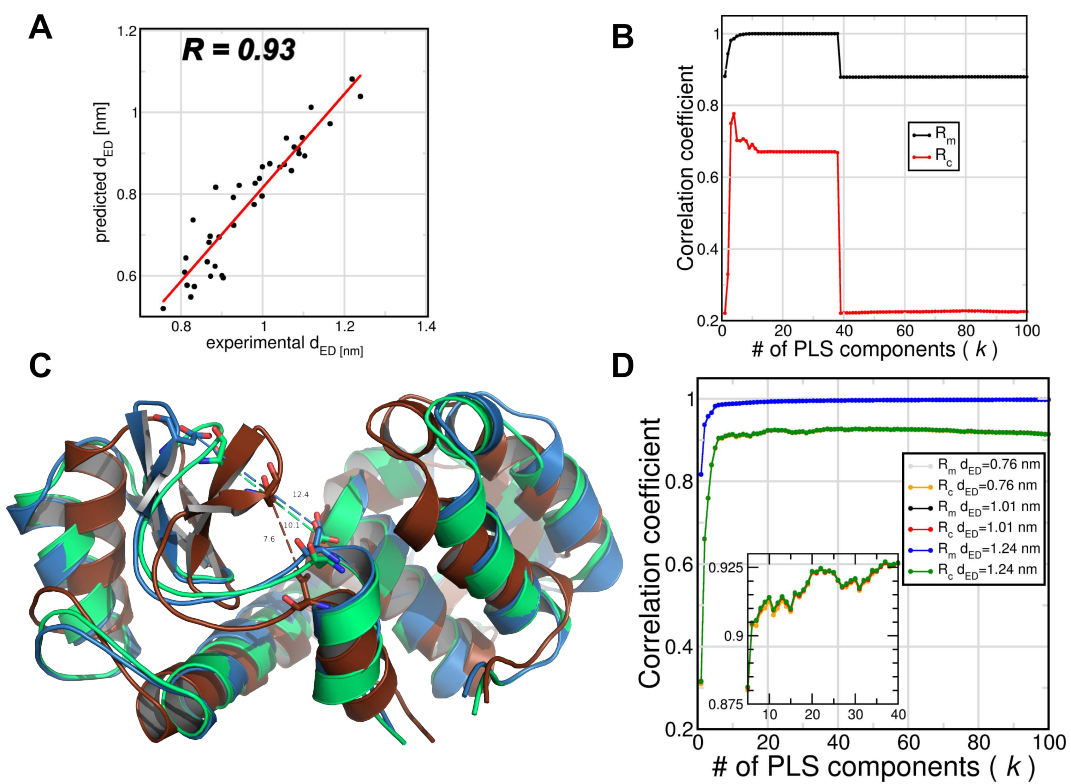 A
R = 0.93
1.2
1
0.8
0.6
predicted d_ED [nm]
0.8
1
1.2
1.4
experimental d_ED [nm]
B
1
0.8
0.6
0.4
0.2
Correlation coefficient
R_m
R_c
0
20
40
60
80
100
# of PLS components ( k )
C
12.4
10.1
7.6
D
1
0.8
0.6
0.4
0.2
Correlation coefficient
R_m d_ED=0.76 nm
R_c d_ED=0.76 nm
R_m d_ED=1.01 nm
R_c d_ED=1.01 nm
R_m d_ED=1.24 nm
R_c d_ED=1.24 nm
0.925
0.9
0.875
10
20
30
40
0
20
40
60
80
100
# of PLS components ( k )